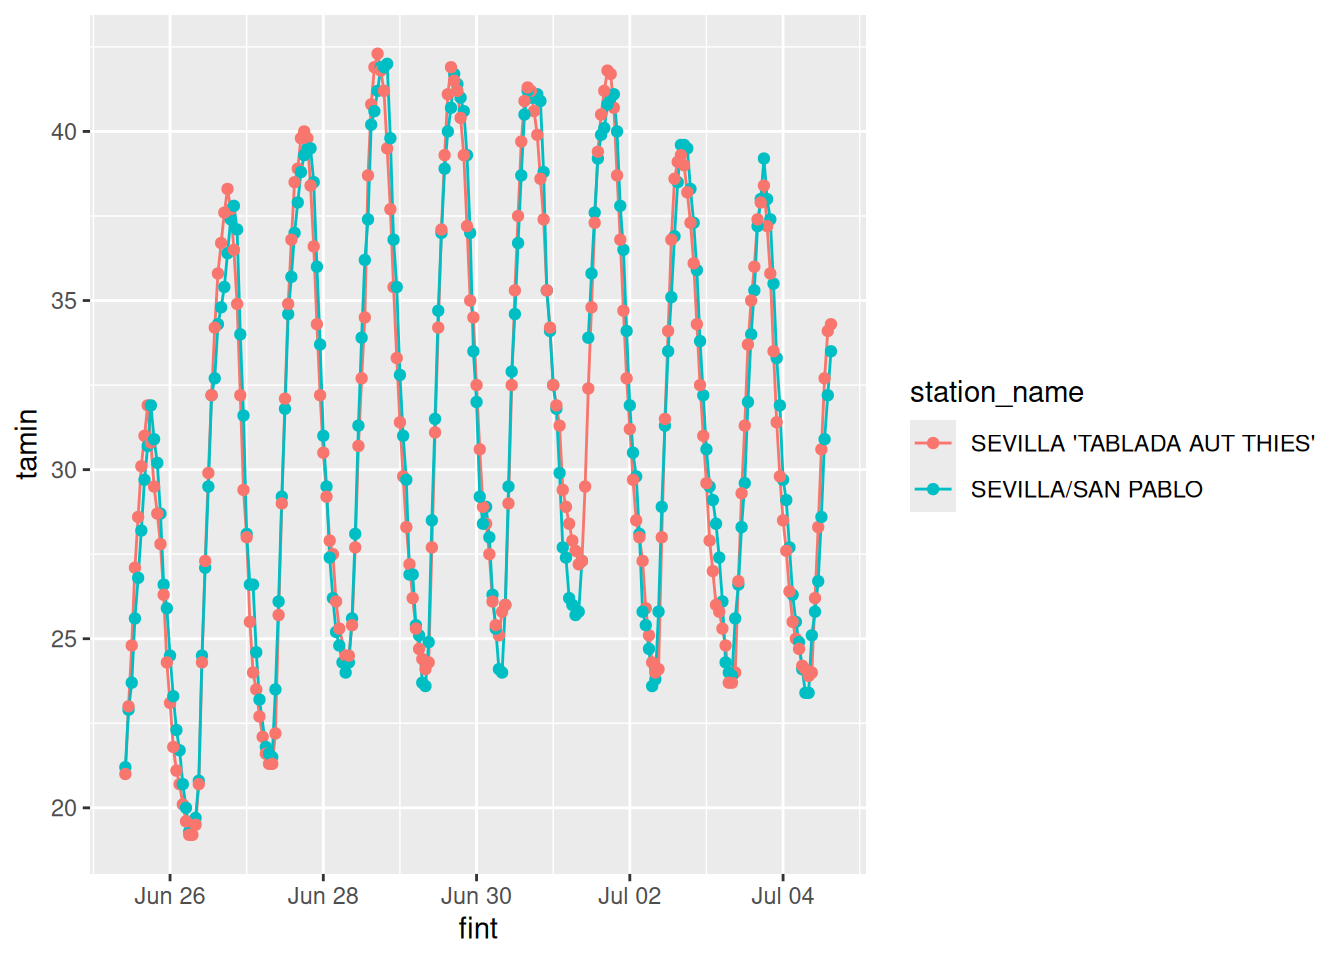 tamin
40
35
30
25
20
Jun 26
Jun 28
Jun 30
Jul 02
Jul 04
fint
station_name
SEVILLA 'TABLADA AUT THIES'
SEVILLA/SAN PABLO